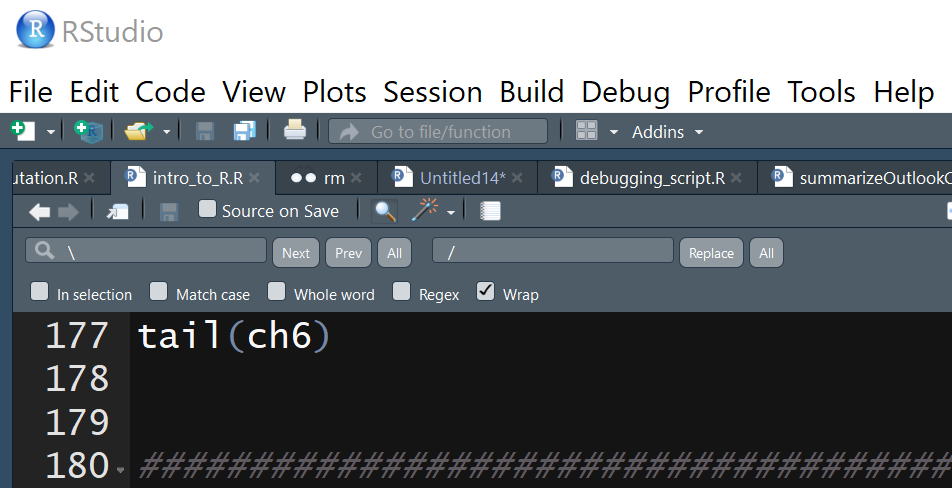 R RStudio
File Edit Code View Plots Session Build Debug Profile Tools Help
Go to file/function Addins
utation.R intro_to_R.R rm Untitled14* debugging_script.R summarizeOutlookC
Source on Save
\ Next Prev All / Replace All
In selection Match case Whole word Regex Wrap
177 tail(ch6)
178
179
180 ######################################